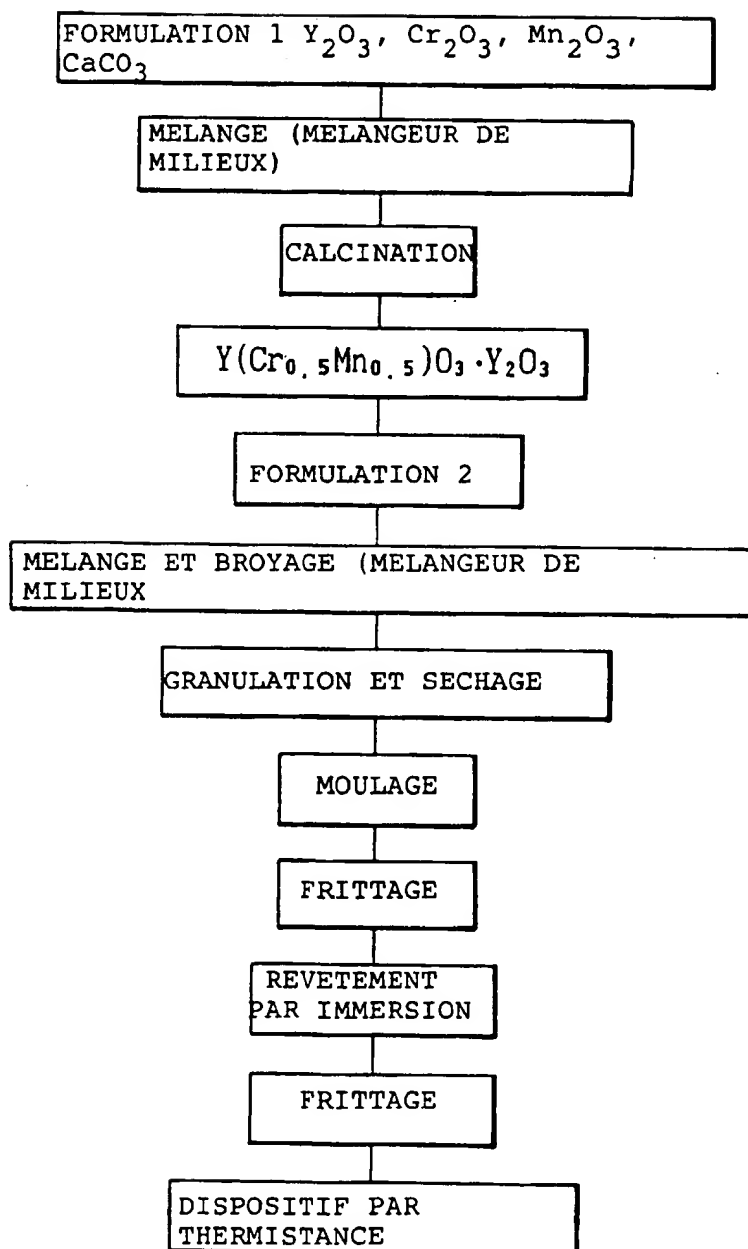 FORMULATION 1 Y₂O₃, Cr₂O₃, Mn₂O₃,
CaCO₃
MELANGE (MELANGEUR DE
MILIEUX)
CALCINATION
Y(Cr₀.₅Mn₀.₅)O₃·Y₂O₃
FORMULATION 2
MELANGE ET BROYAGE (MELANGEUR DE
MILIEUX
GRANULATION ET SECHAGE
MOULAGE
FRITTAGE
REVETEMENT
PAR IMMERSION
FRITTAGE
DISPOSITIF PAR
THERMISTANCE